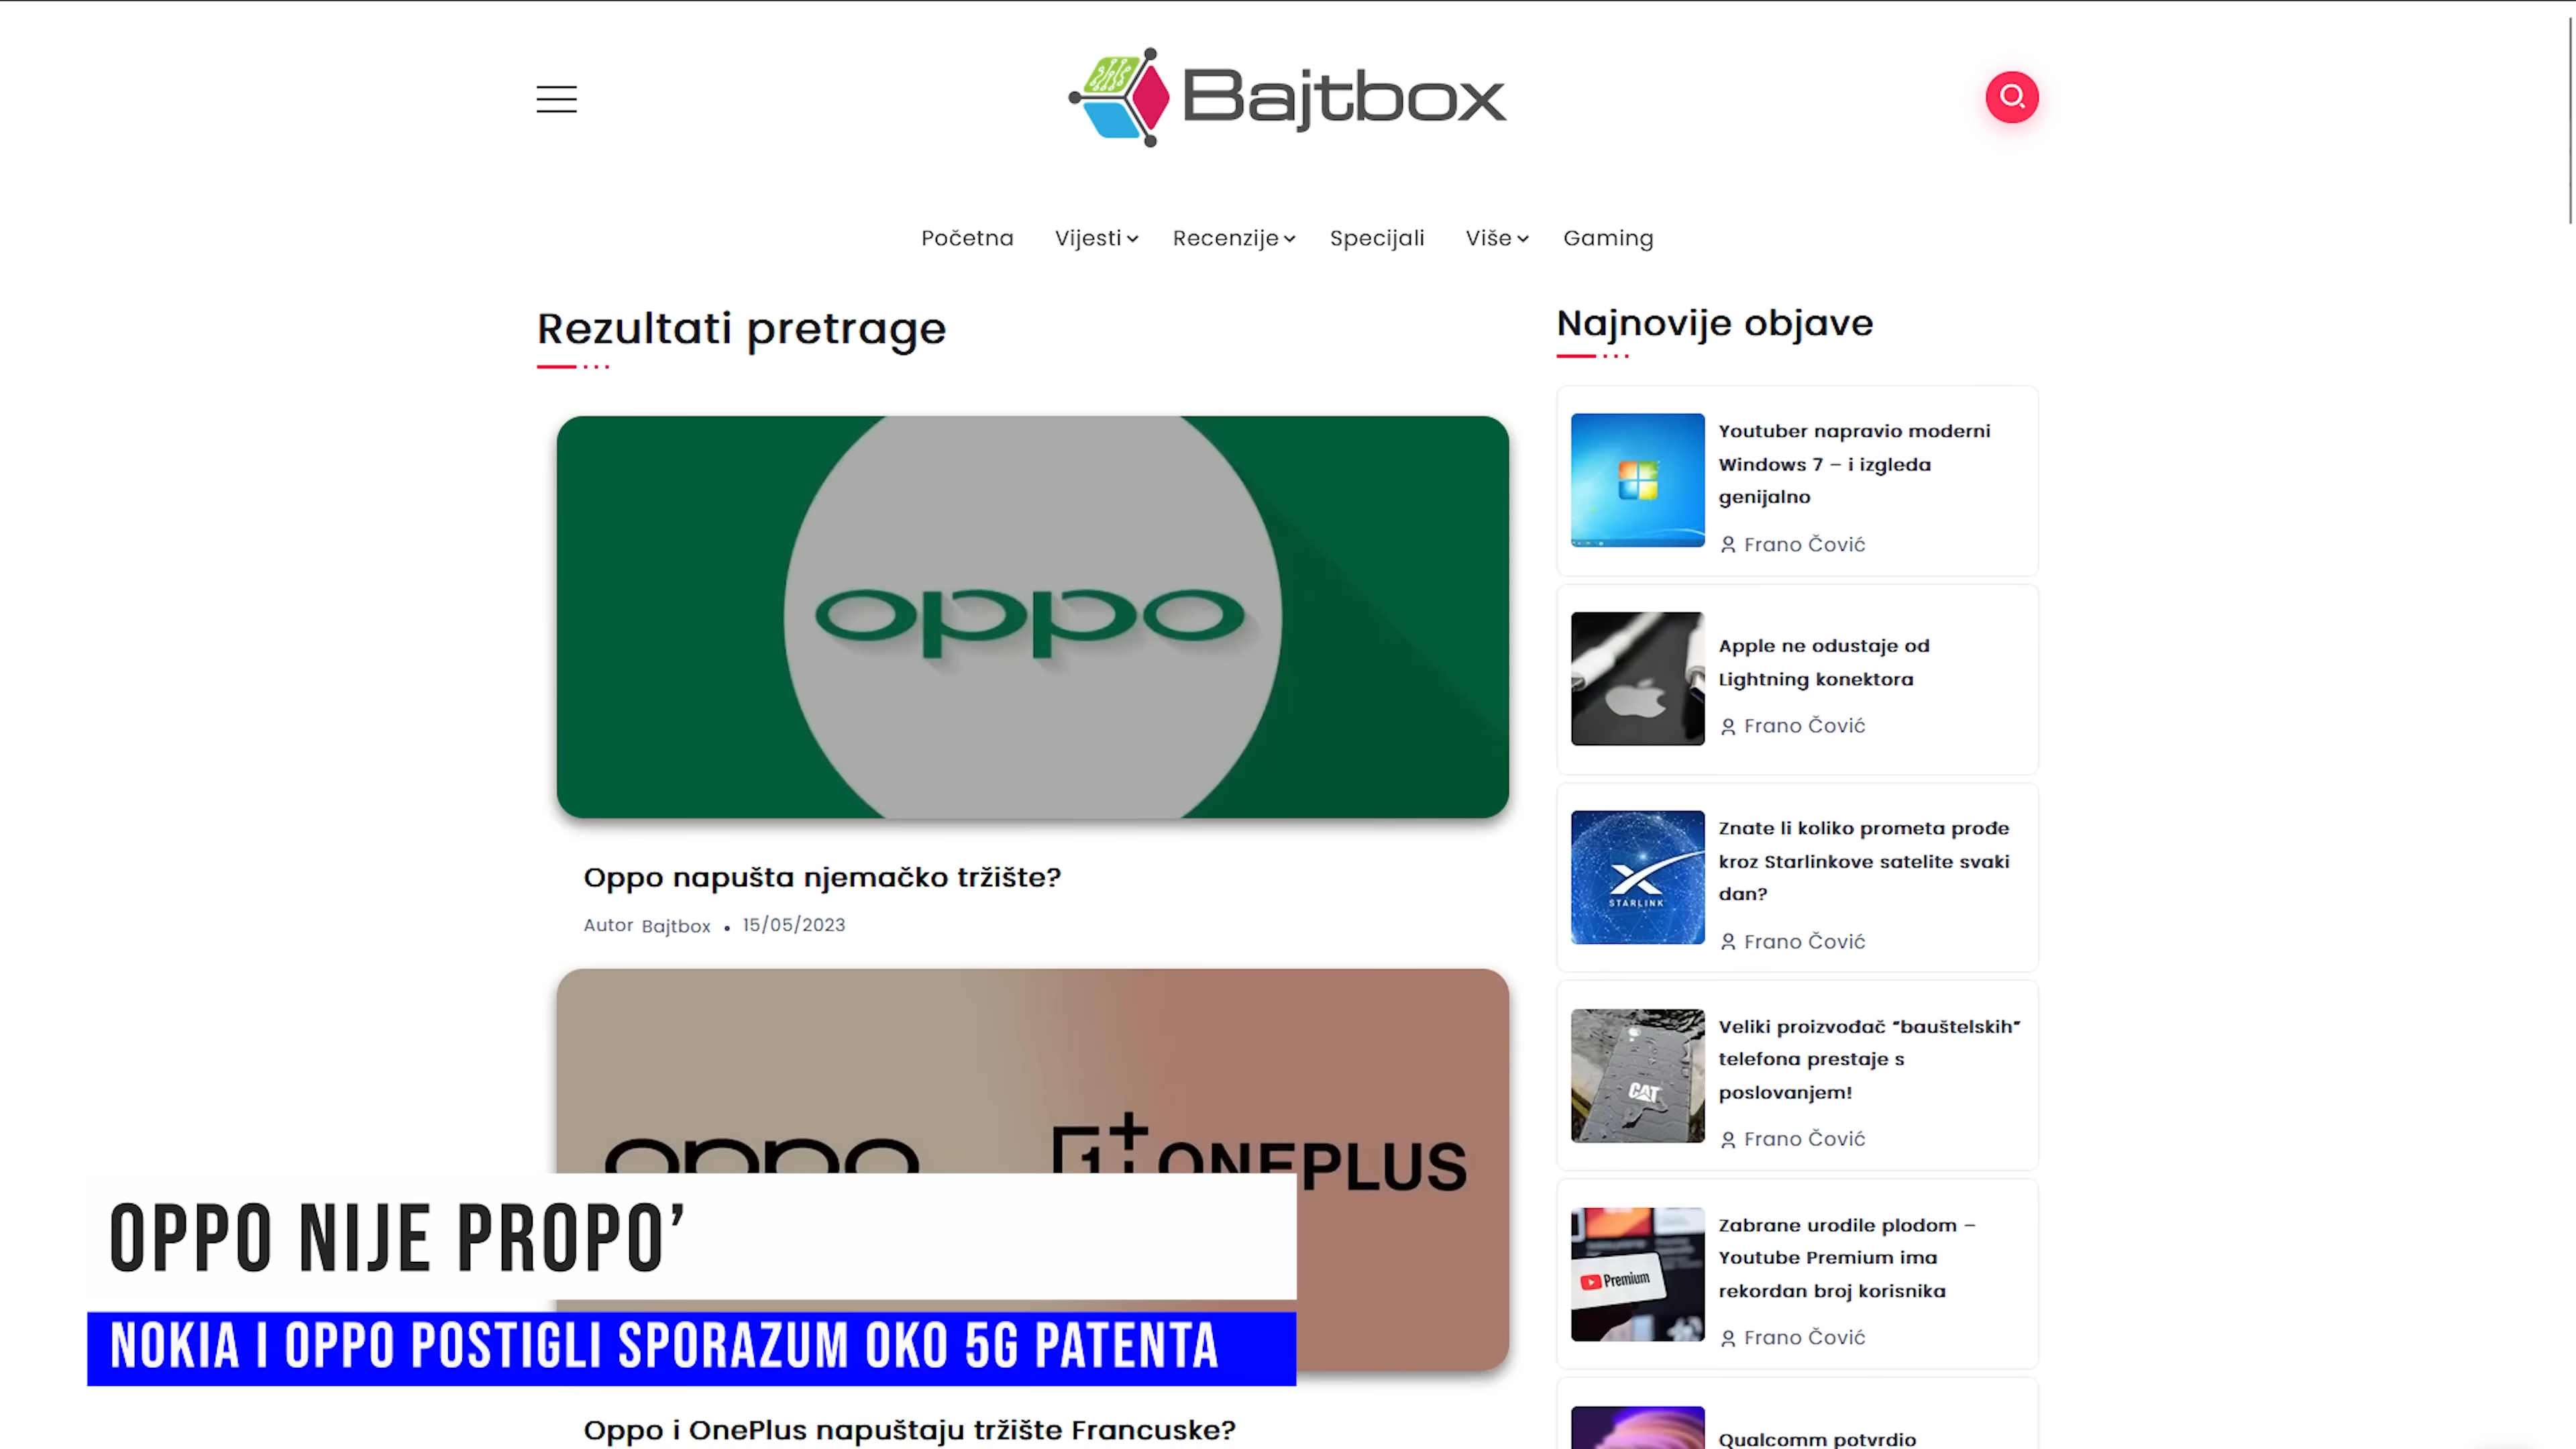 Bajtbox
Početna Vijesti Recenzije Specijali Više Gaming
Rezultati pretrage
oppo
Oppo napušta njemačko tržište?
Autor Bajtbox • 15/05/2023
oppo 1+ ONEPLUS
OPPO NIJE PROPO’
NOKIA I OPPO POSTIGLI SPORAZUM OKO 5G PATENTA
Oppo i OnePlus napuštaju tržište Francuske?
Najnovije objave
Youtuber napravio moderni
Windows 7 – i izgleda
genijalno
Frano Čović
Apple ne odustaje od
Lightning konektora
Frano Čović
STARLINK
Znate li koliko prometa prođe
kroz Starlinkove satelite svaki
dan?
Frano Čović
CAT
Veliki proizvođač “bauštelskih”
telefona prestaje s
poslovanjem!
Frano Čović
Premium
Zabrane urodile plodom –
Youtube Premium ima
rekordan broj korisnika
Frano Čović
Qualcomm potvrdio